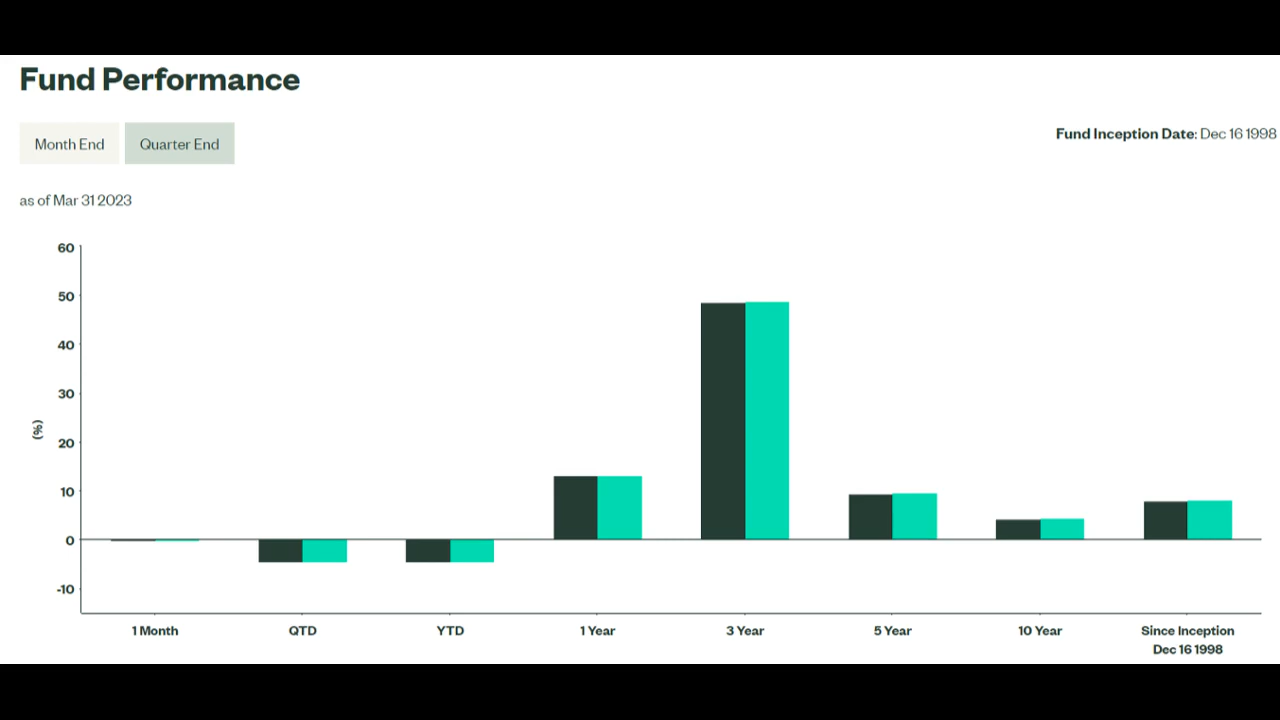 Fund Performance
Month End
Quarter End
Fund Inception Date: Dec 16 1998
as of Mar 31 2023
60
50
40
30
20
10
0
-10
(%)
1 Month
QTD
YTD
1 Year
3 Year
5 Year
10 Year
Since Inception
Dec 16 1998